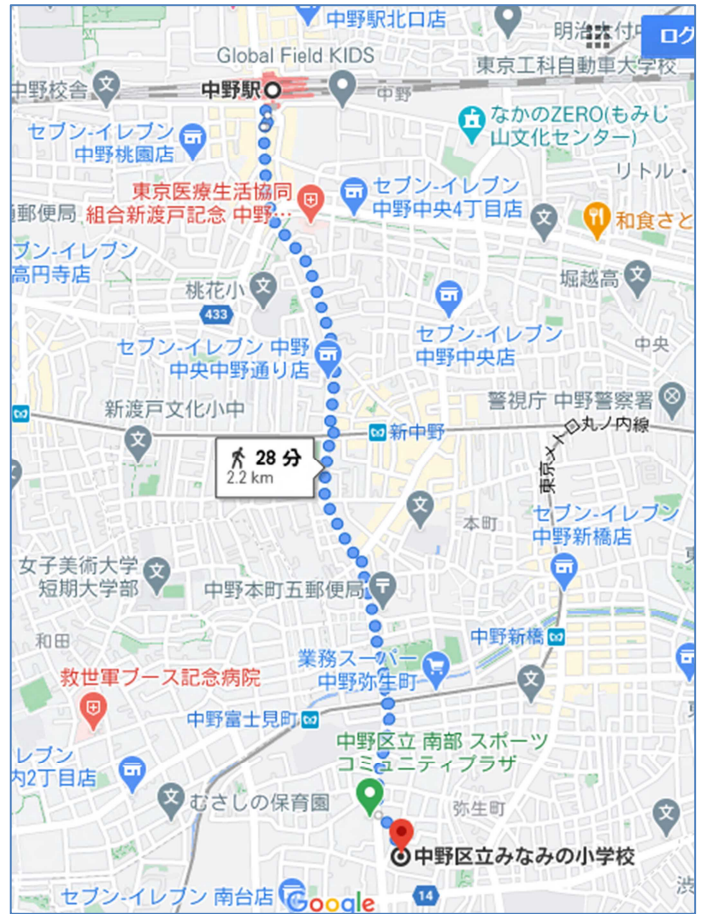 中野駅北口店
明治大付中
ログ
Global Field KIDS
東京工科自動車大学校
中野校舎
中野駅
中野
なかのZERO(もみじ
山文化センター)
セブン-イレブン
中野桃園店
リトル・
東京医療生活協同
組合新渡戸記念 中野…
セブン-イレブン
中野中央4丁目店
郵便局
和食さと
ブン-イレブン
高円寺店
桃花小
堀越高
433
セブン-イレブン
中野中央店
セブン-イレブン 中野
中央中野通り店
中央
新渡戸文化小中
警視庁 中野警察署
新中野
丸ノ内線
東京メトロ
28 分
2.2 km
本町
セブン-イレブン
中野新橋店
女子美術大学
短期大学部
中野本町五郵便局
和田
中野新橋
業務スーパー
中野弥生町
救世軍ブース記念病院
中野富士見町
中野区立 南部 スポーツ
コミュニティプラザ
レブン
内2丁目店
むさしの保育園
弥生町
中野区立みなみの小学校
渋
セブン-イレブン 南台店
Google
14